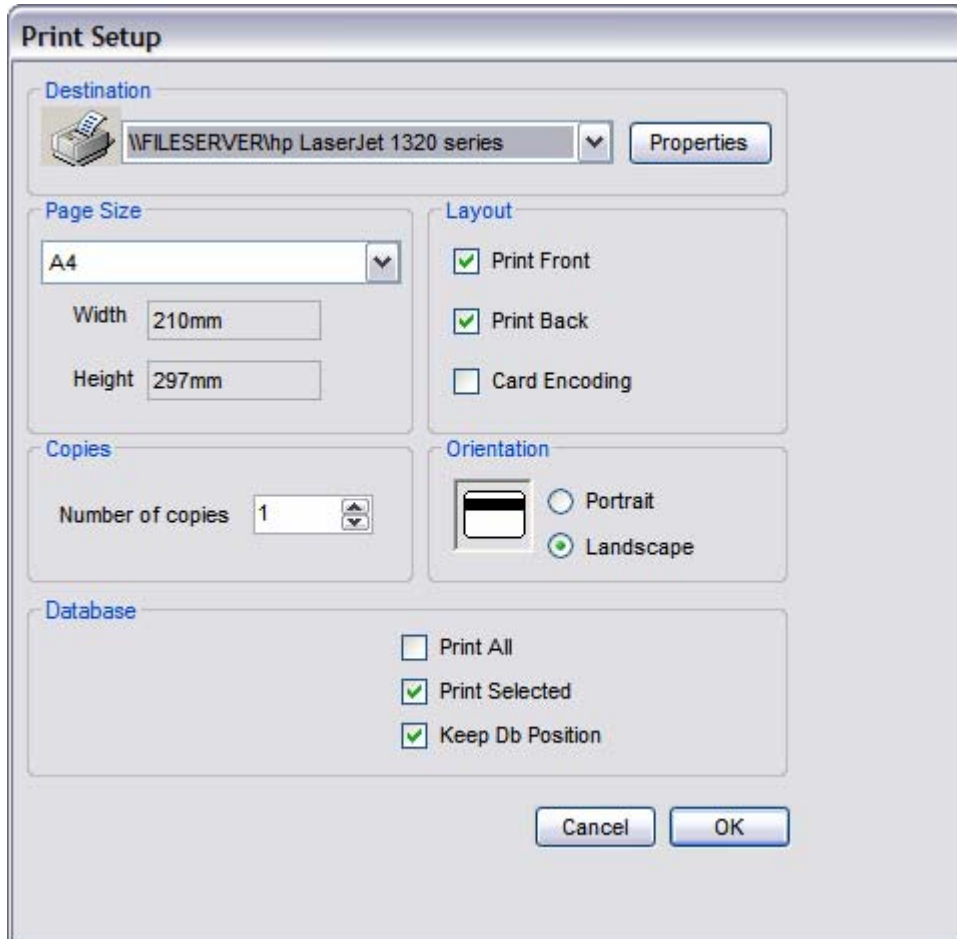 Print Setup
Destination
\\FILESERVER\hp LaserJet 1320 series
Properties
Page Size
A4
Width 210mm
Height 297mm
Layout
Print Front
Print Back
Card Encoding
Copies
Number of copies 1
Orientation
Portrait
Landscape
Database
Print All
Print Selected
Keep Db Position
Cancel OK